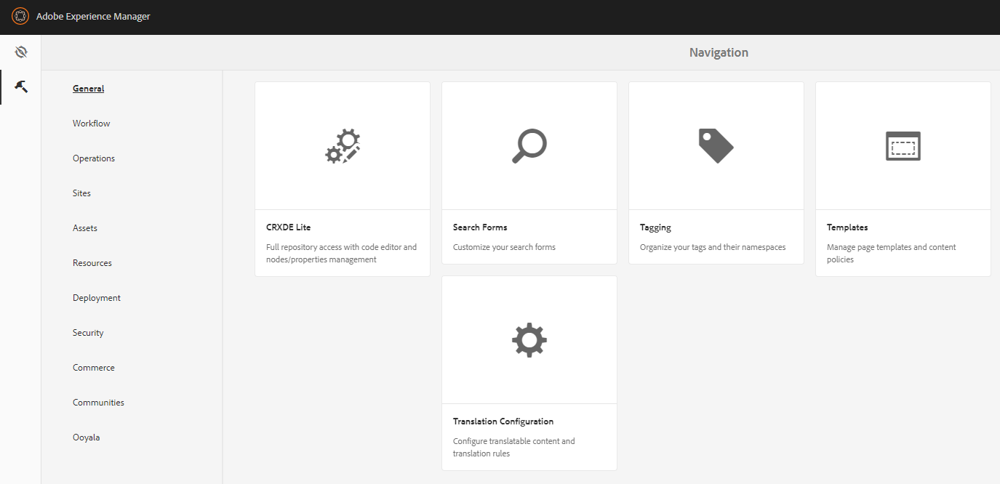 Adobe Experience Manager
Navigation
General
Workflow
Operations
Sites
Assets
Resources
Deployment
Security
Commerce
Communities
Ooyala
CRXDE Lite
Full repository access with code editor and
nodes/properties management
Search Forms
Customize your search forms
Tagging
Organize your tags and their namespaces
Templates
Manage page templates and content
policies
Translation Configuration
Configure translatable content and
translation rules